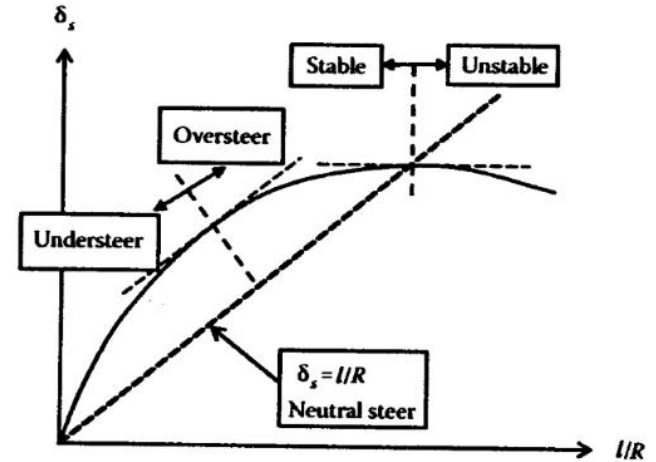 δₛ
Stable
Unstable
Oversteer
Understeer
δₛ = l/R
Neutral steer
l/R